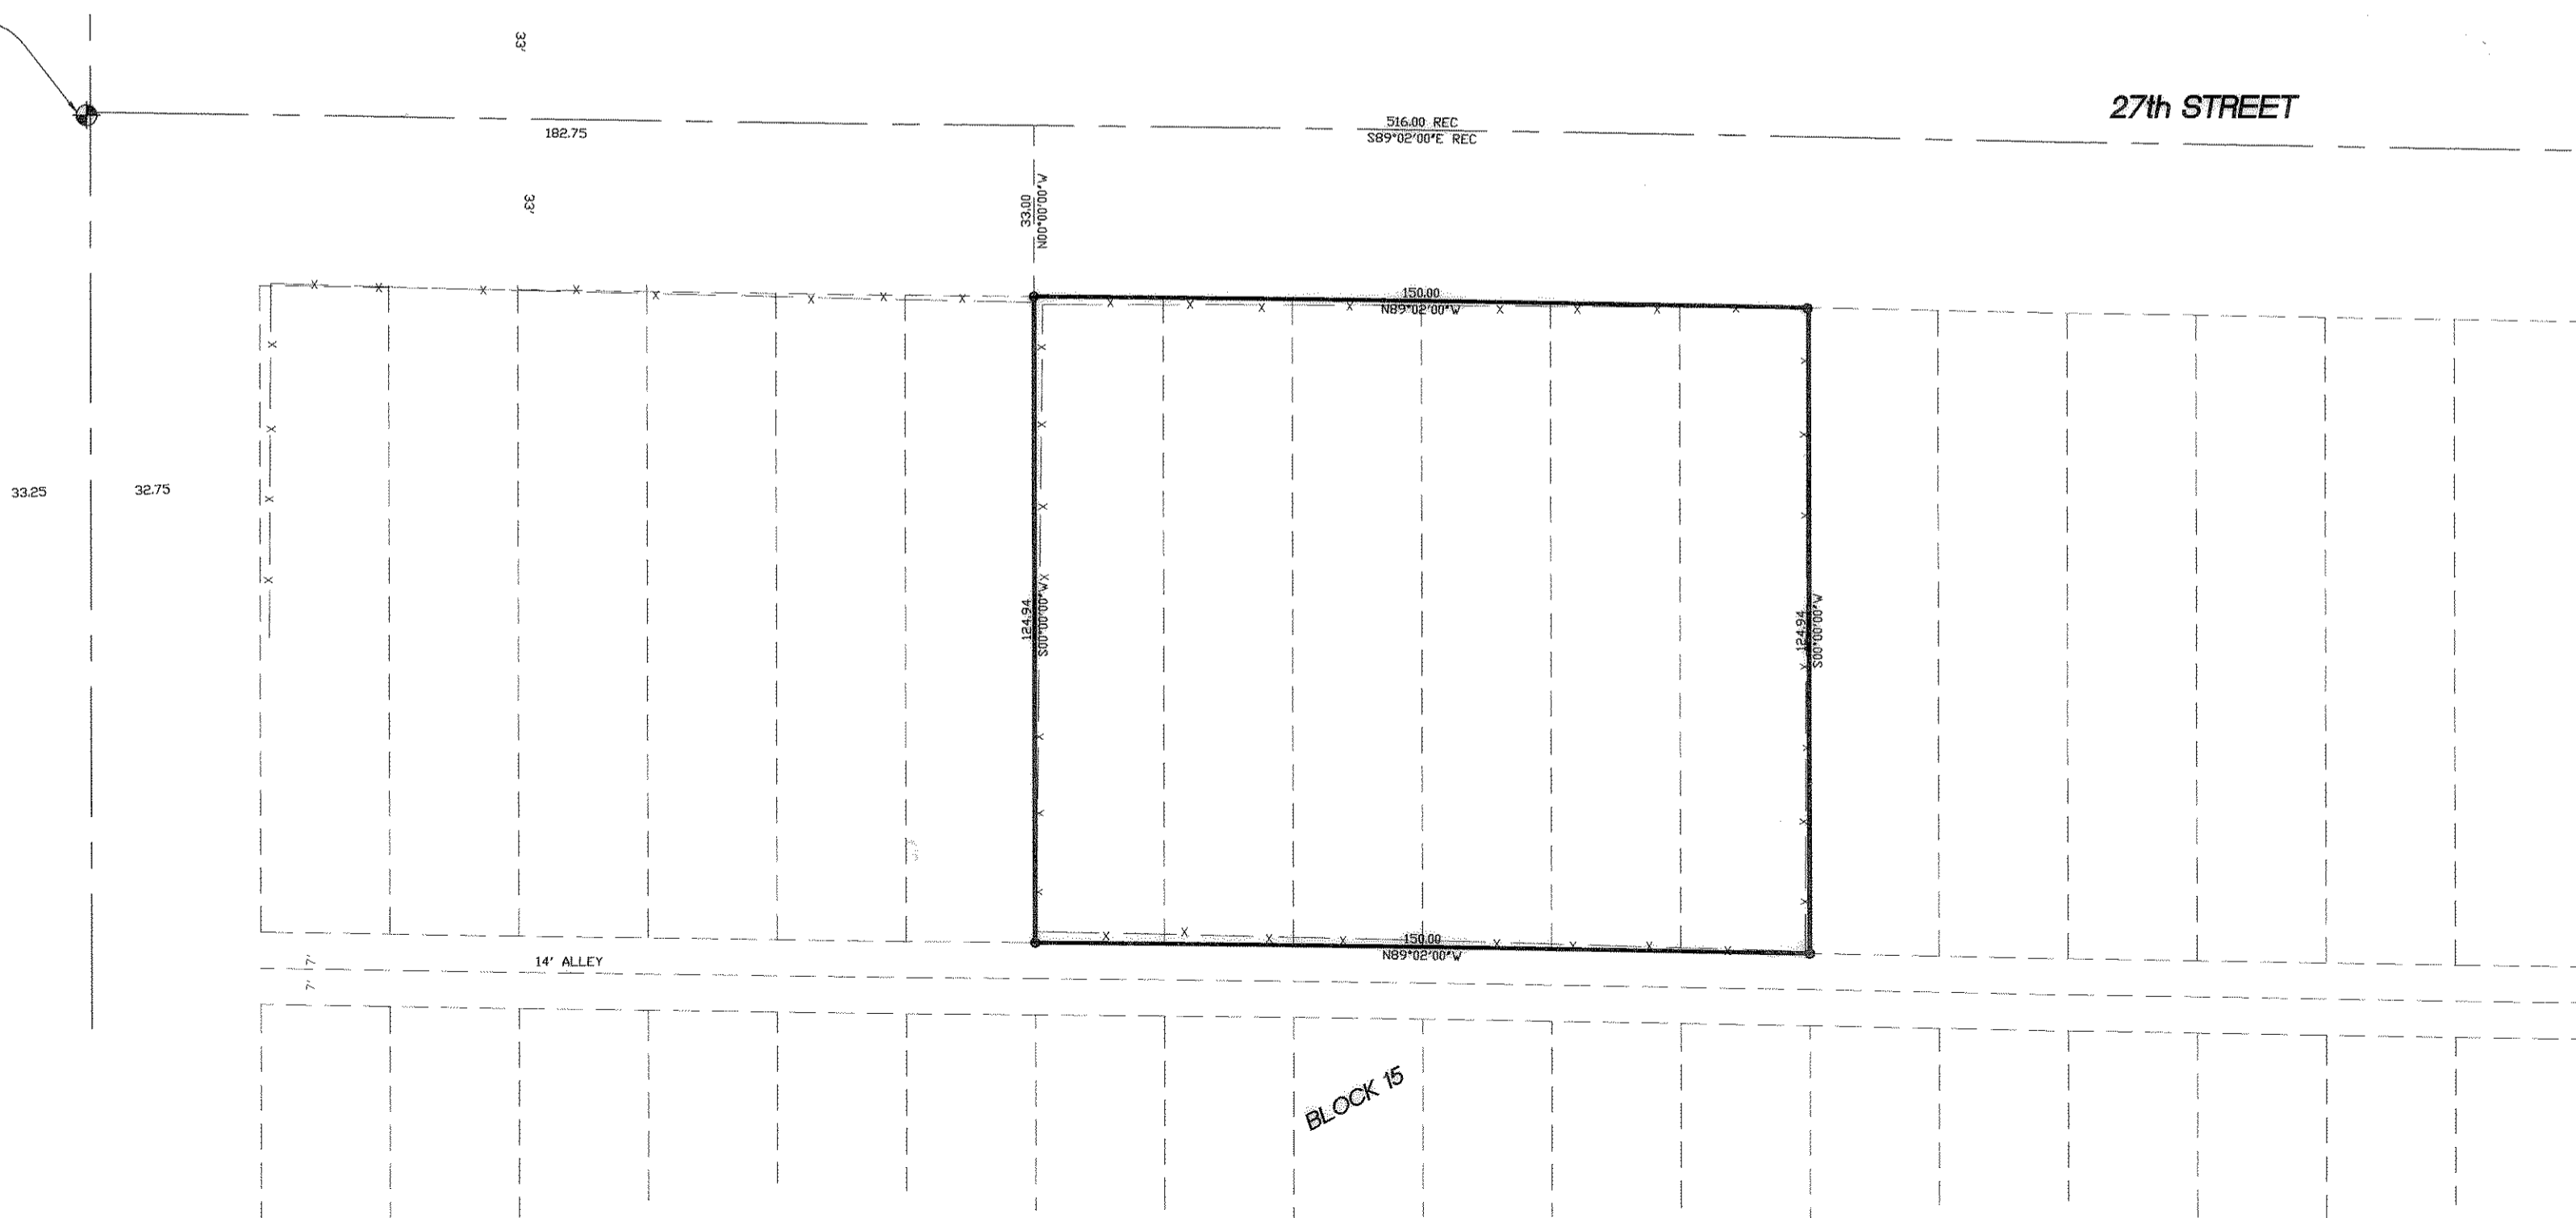 33'
27th STREET
516.00 REC
S89°02'00"E REC
182.75
33'
33.00
N00°00'00"W
150.00
N89°02'00"W
33.25
32.75
124.94
S00°00'00"W
124.94
S00°00'00"W
150.00
N89°02'00"W
14' ALLEY
7'
7'
BLOCK 15